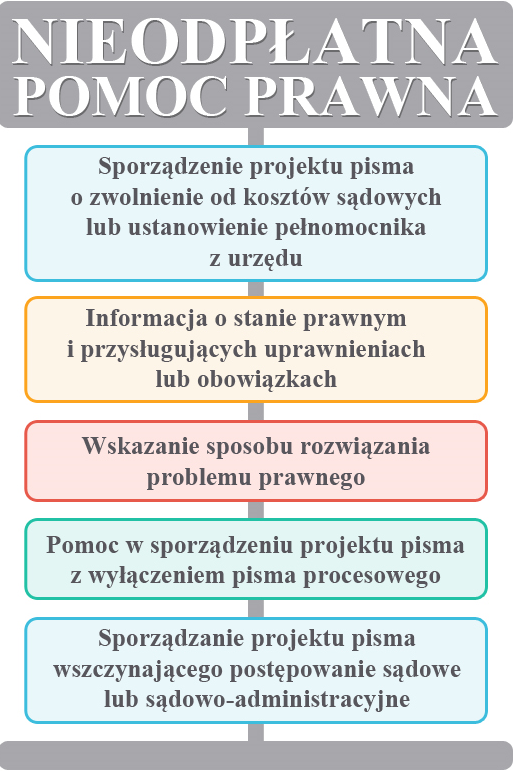 NIEODPŁATNA
POMOC PRAWNA
Sporządzenie projektu pisma
o zwolnienie od kosztów sądowych
lub ustanowienie pełnomocnika
z urzędu
Informacja o stanie prawnym
i przysługujących uprawnieniach
lub obowiązkach
Wskazanie sposobu rozwiązania
problemu prawnego
Pomoc w sporządzeniu projektu pisma
z wyłączeniem pisma procesowego
Sporządzanie projektu pisma
wszczynającego postępowanie sądowe
lub sądowo-administracyjne